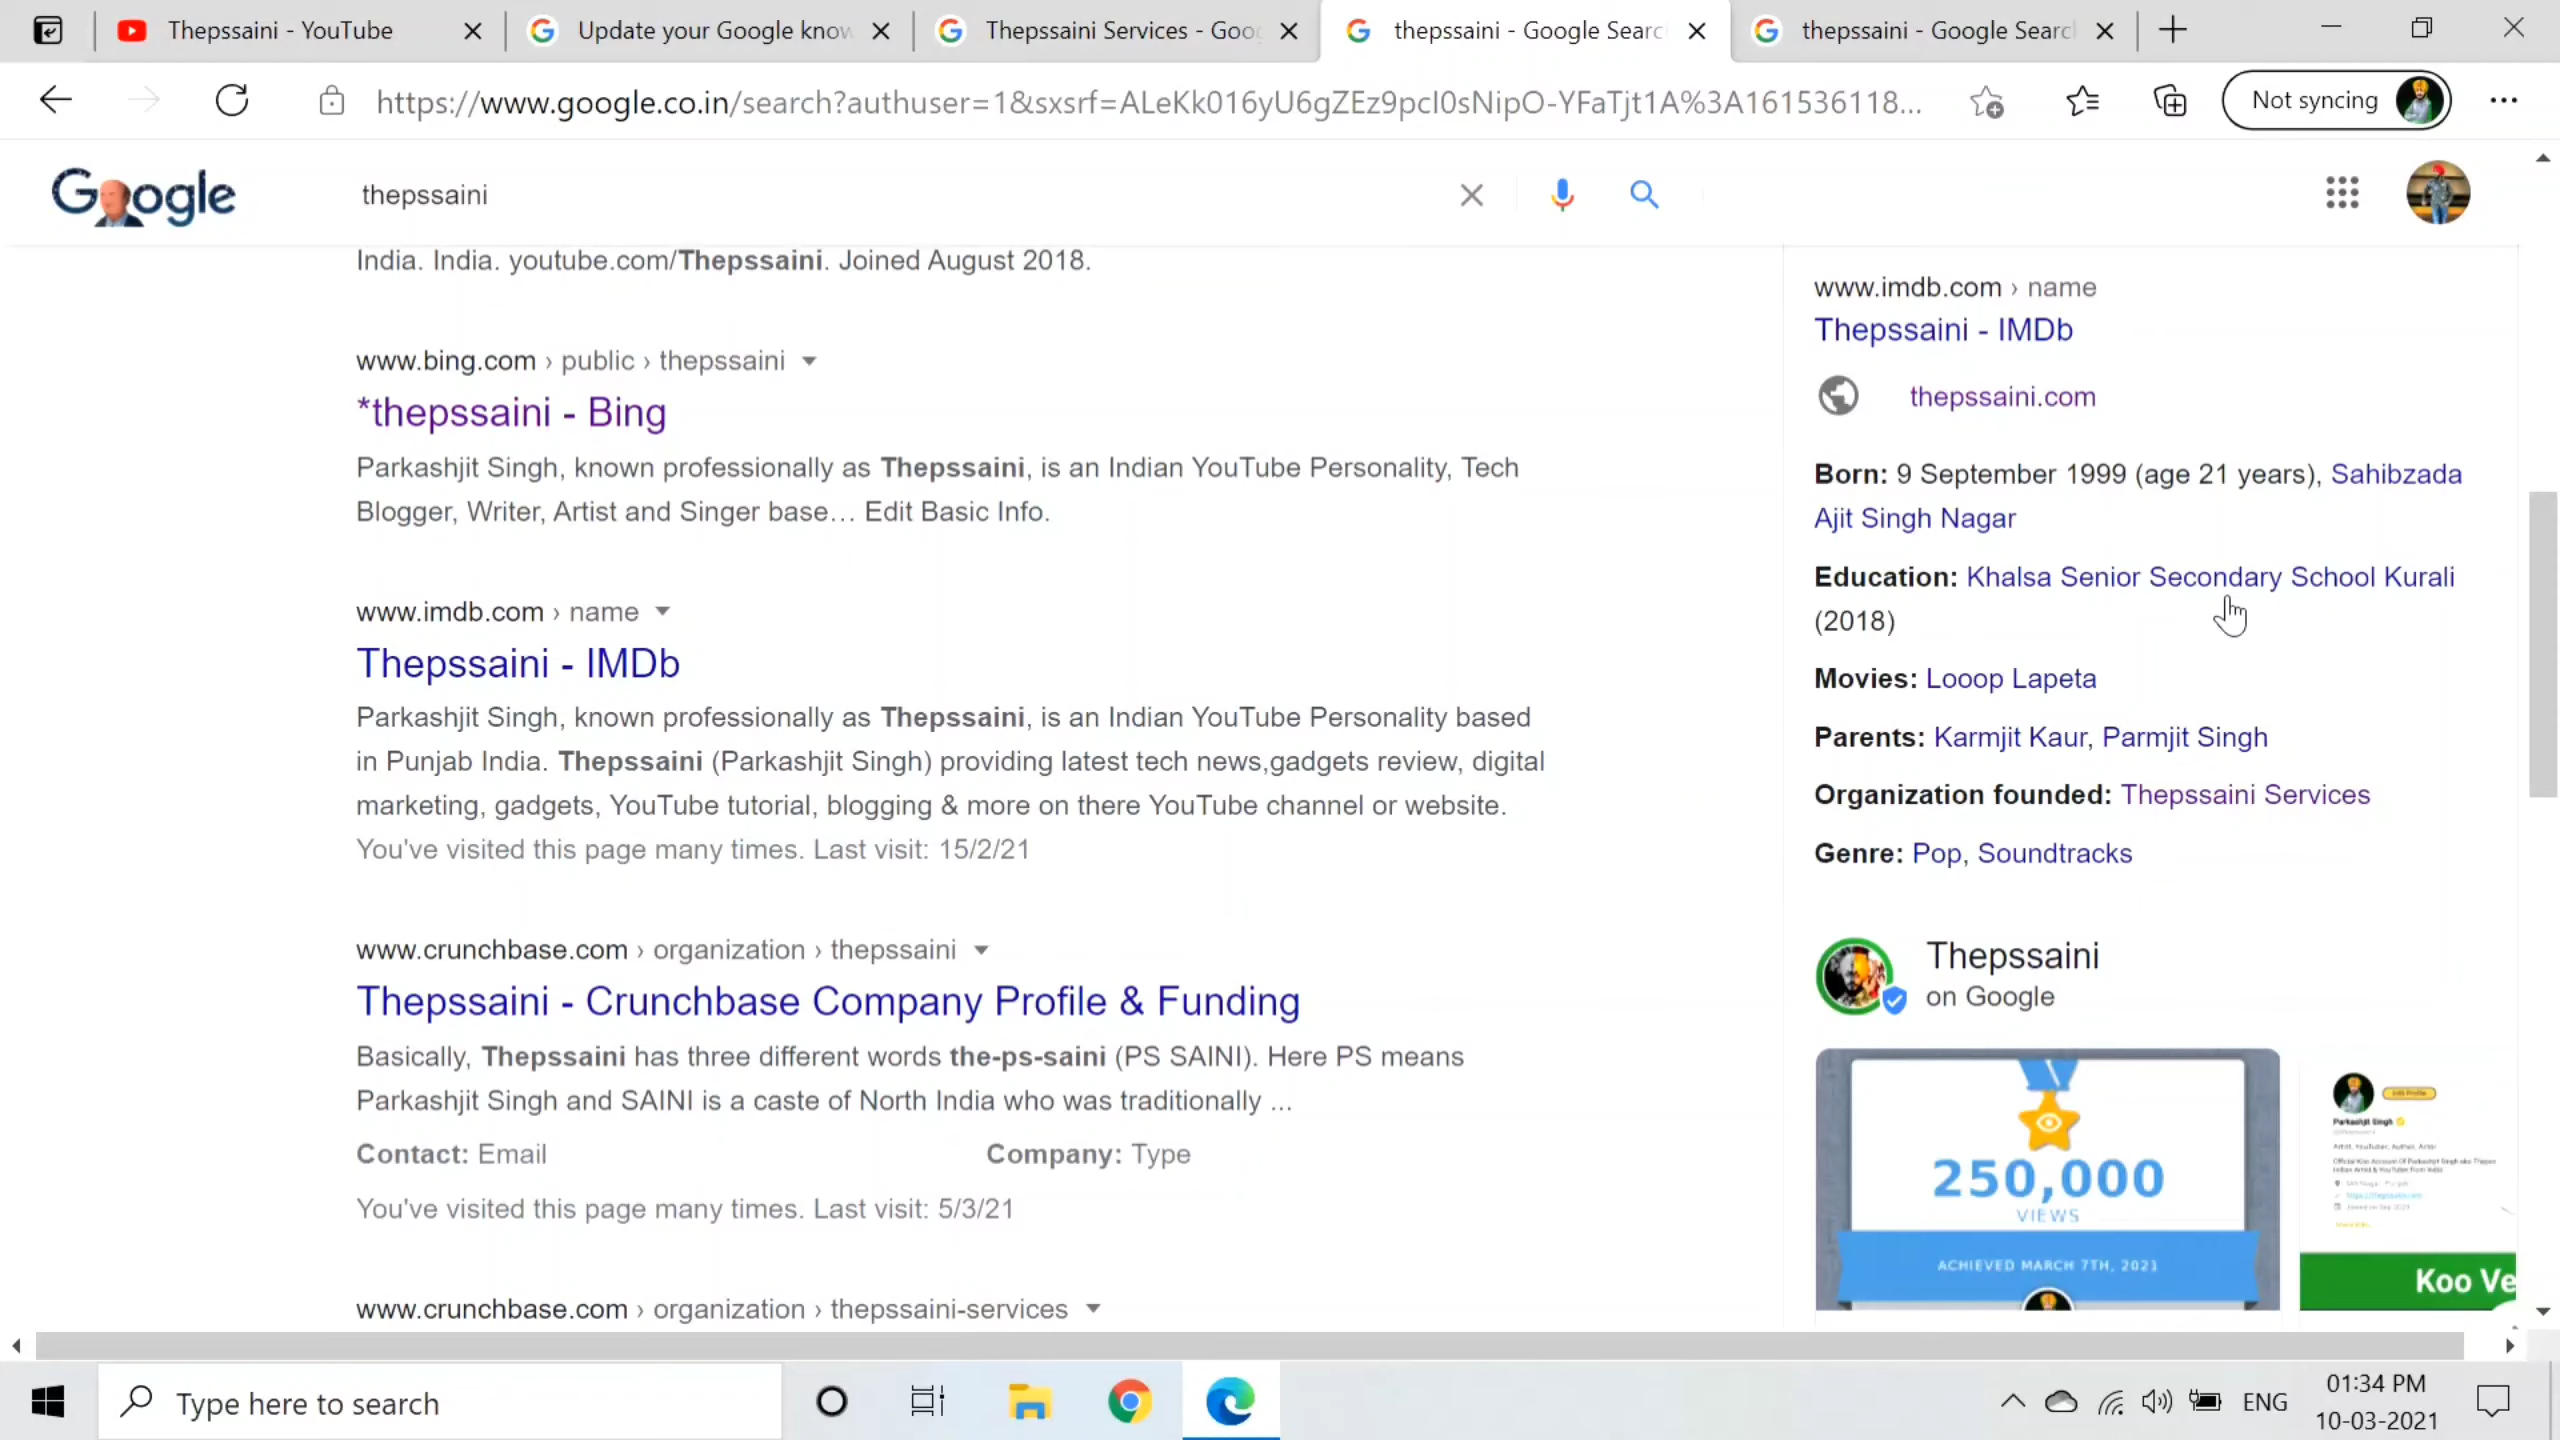 Thepssaini - YouTube
Update your Google know
Thepssaini Services - Goo
thepssaini - Google Searc
thepssaini - Google Searc
https://www.google.co.in/search?authuser=1&sxsrf=ALeKk016yU6gZEz9pcI0sNipO-YFaTjt1A%3A161536118...
Not syncing
Google
thepssaini
India. India. youtube.com/Thepssaini. Joined August 2018.
www.bing.com › public › thepssaini
*thepssaini - Bing
Parkashjit Singh, known professionally as Thepssaini, is an Indian YouTube Personality, Tech
Blogger, Writer, Artist and Singer base… Edit Basic Info.
www.imdb.com › name
Thepssaini - IMDb
Parkashjit Singh, known professionally as Thepssaini, is an Indian YouTube Personality based
in Punjab India. Thepssaini (Parkashjit Singh) providing latest tech news,gadgets review, digital
marketing, gadgets, YouTube tutorial, blogging & more on there YouTube channel or website.
You've visited this page many times. Last visit: 15/2/21
www.crunchbase.com › organization › thepssaini
Thepssaini - Crunchbase Company Profile & Funding
Basically, Thepssaini has three different words the-ps-saini (PS SAINI). Here PS means
Parkashjit Singh and SAINI is a caste of North India who was traditionally ...
Contact: Email
Company: Type
You've visited this page many times. Last visit: 5/3/21
www.crunchbase.com › organization › thepssaini-services
www.imdb.com › name
Thepssaini - IMDb
thepssaini.com
Born: 9 September 1999 (age 21 years), Sahibzada
Ajit Singh Nagar
Education: Khalsa Senior Secondary School Kurali
(2018)
Movies: Looop Lapeta
Parents: Karmjit Kaur, Parmjit Singh
Organization founded: Thepssaini Services
Genre: Pop, Soundtracks
Thepssaini
on Google
250,000
VIEWS
ACHIEVED MARCH 7TH, 2021
Parkashjit Singh
Koo Ve
Type here to search
ENG
01:34 PM
10-03-2021